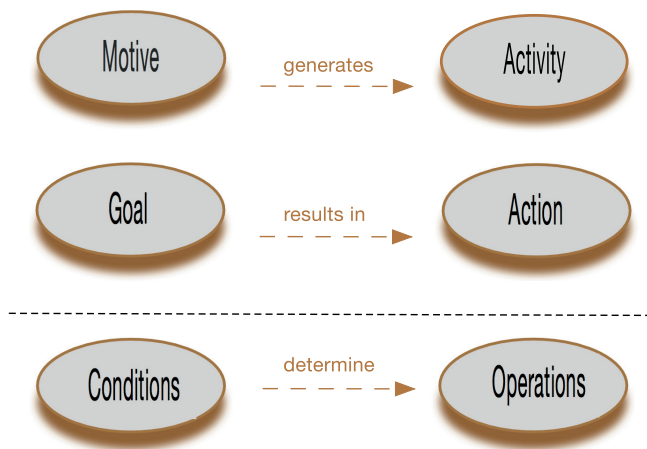 Motive
generates
Activity
Goal
results in
Action
Conditions
determine
Operations